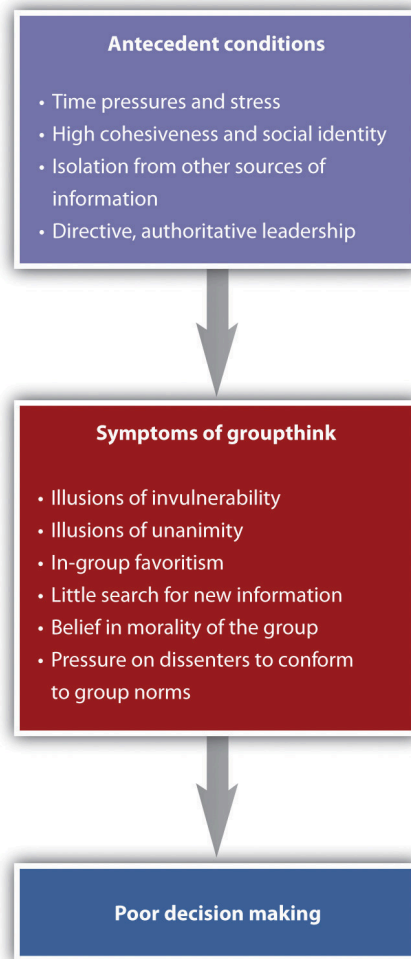 Antecedent conditions
• Time pressures and stress
• High cohesiveness and social identity
• Isolation from other sources of
information
• Directive, authoritative leadership
Symptoms of groupthink
• Illusions of invulnerability
• Illusions of unanimity
• In-group favoritism
• Little search for new information
• Belief in morality of the group
• Pressure on dissenters to conform
to group norms
Poor decision making